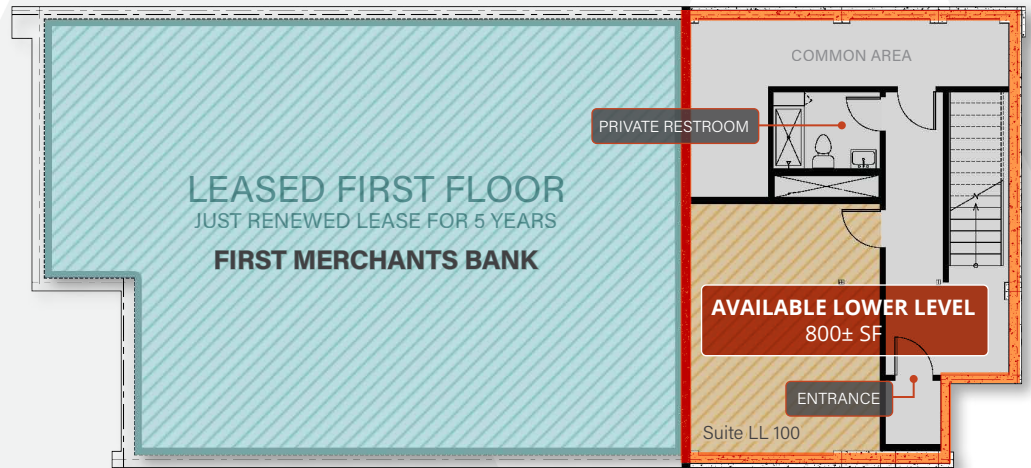 COMMON AREA
PRIVATE RESTROOM
LEASED FIRST FLOOR
JUST RENEWED LEASE FOR 5 YEARS
FIRST MERCHANTS BANK
AVAILABLE LOWER LEVEL
800± SF
ENTRANCE
Suite LL 100